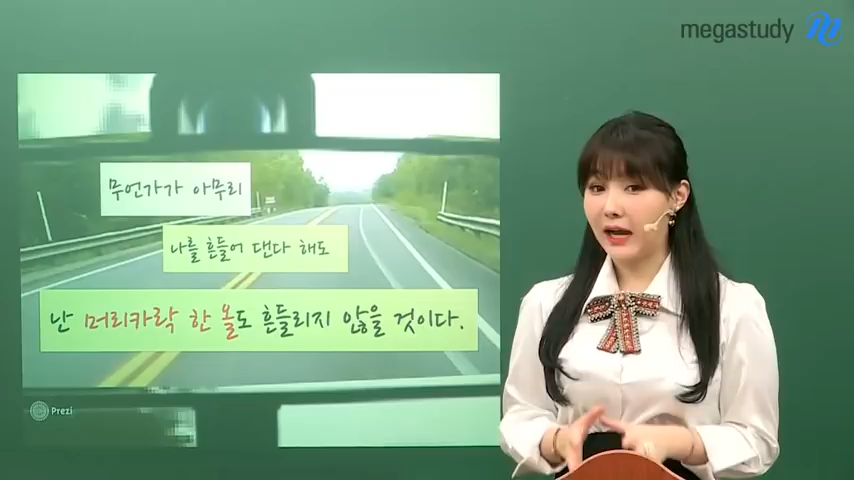 megastudy
무언가가 아무리
나를 흔들어 댄다 해도
난 머리카락 한 올도 흔들리지 않을 것이다.
Prezi